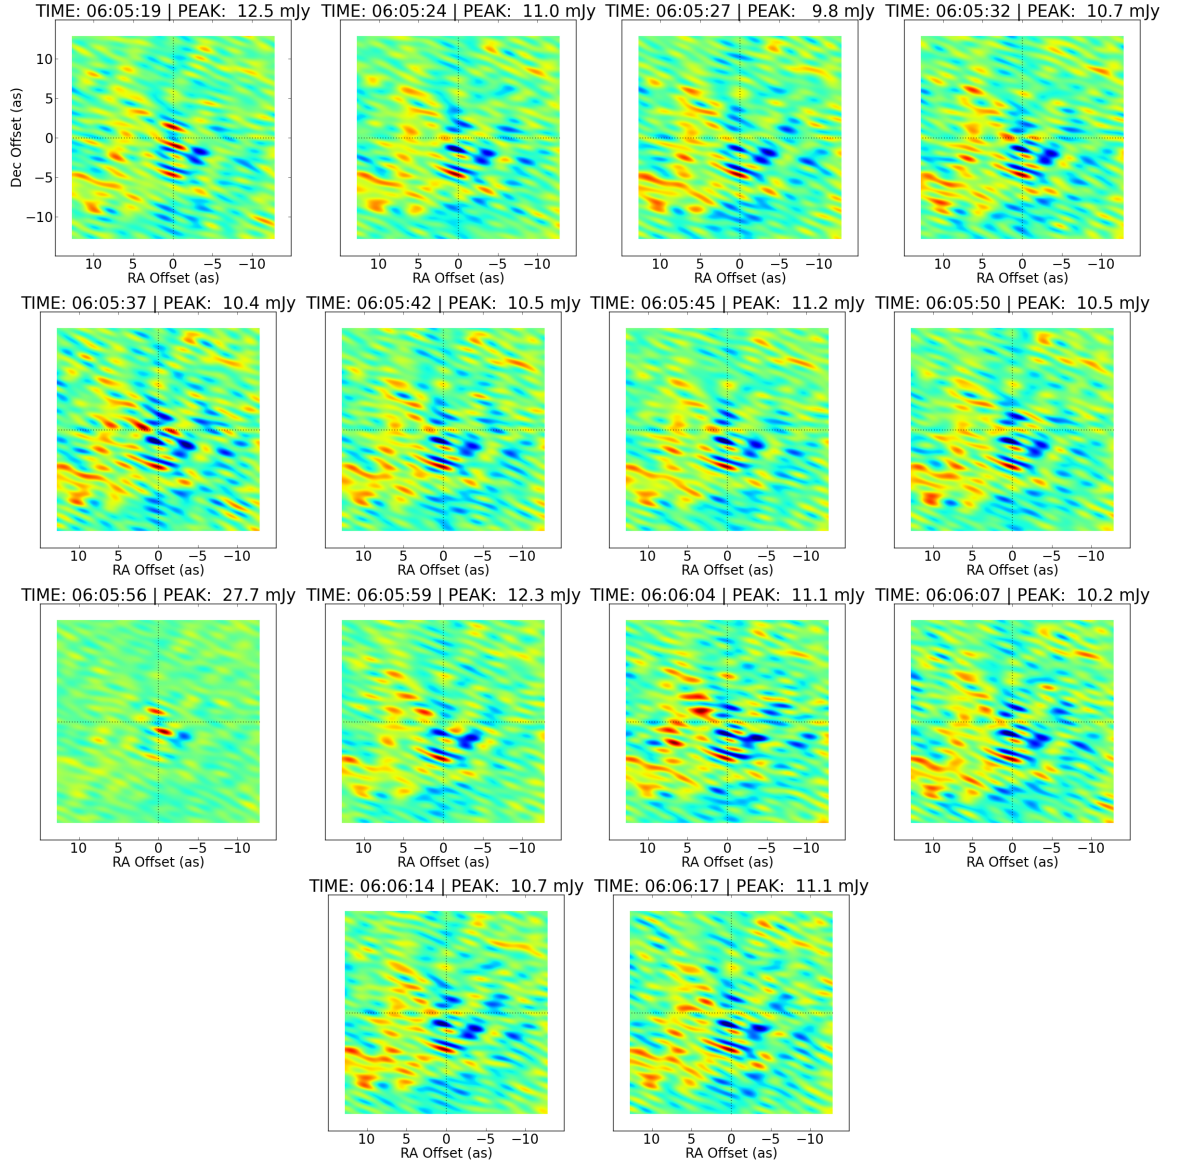 TIME: 06:05:19 | PEAK: 12.5 mJy TIME: 06:05:24 | PEAK: 11.0 mJy TIME: 06:05:27 | PEAK: 9.8 mJy TIME: 06:05:32 | PEAK: 10.7 mJy
10
5
0
−5
−10
Dec Offset (as)
10 5 0 −5 −10 10 5 0 −5 −10 10 5 0 −5 −10 10 5 0 −5 −10
RA Offset (as) RA Offset (as) RA Offset (as) RA Offset (as)
TIME: 06:05:37 | PEAK: 10.4 mJy TIME: 06:05:42 | PEAK: 10.5 mJy TIME: 06:05:45 | PEAK: 11.2 mJy TIME: 06:05:50 | PEAK: 10.5 mJy
10 5 0 −5 −10 10 5 0 −5 −10 10 5 0 −5 −10 10 5 0 −5 −10
RA Offset (as) RA Offset (as) RA Offset (as) RA Offset (as)
TIME: 06:05:56 | PEAK: 27.7 mJy TIME: 06:05:59 | PEAK: 12.3 mJy TIME: 06:06:04 | PEAK: 11.1 mJy TIME: 06:06:07 | PEAK: 10.2 mJy
10 5 0 −5 −10 10 5 0 −5 −10 10 5 0 −5 −10 10 5 0 −5 −10
RA Offset (as) RA Offset (as) RA Offset (as) RA Offset (as)
TIME: 06:06:14 | PEAK: 10.7 mJy TIME: 06:06:17 | PEAK: 11.1 mJy
10 5 0 −5 −10 10 5 0 −5 −10
RA Offset (as) RA Offset (as)